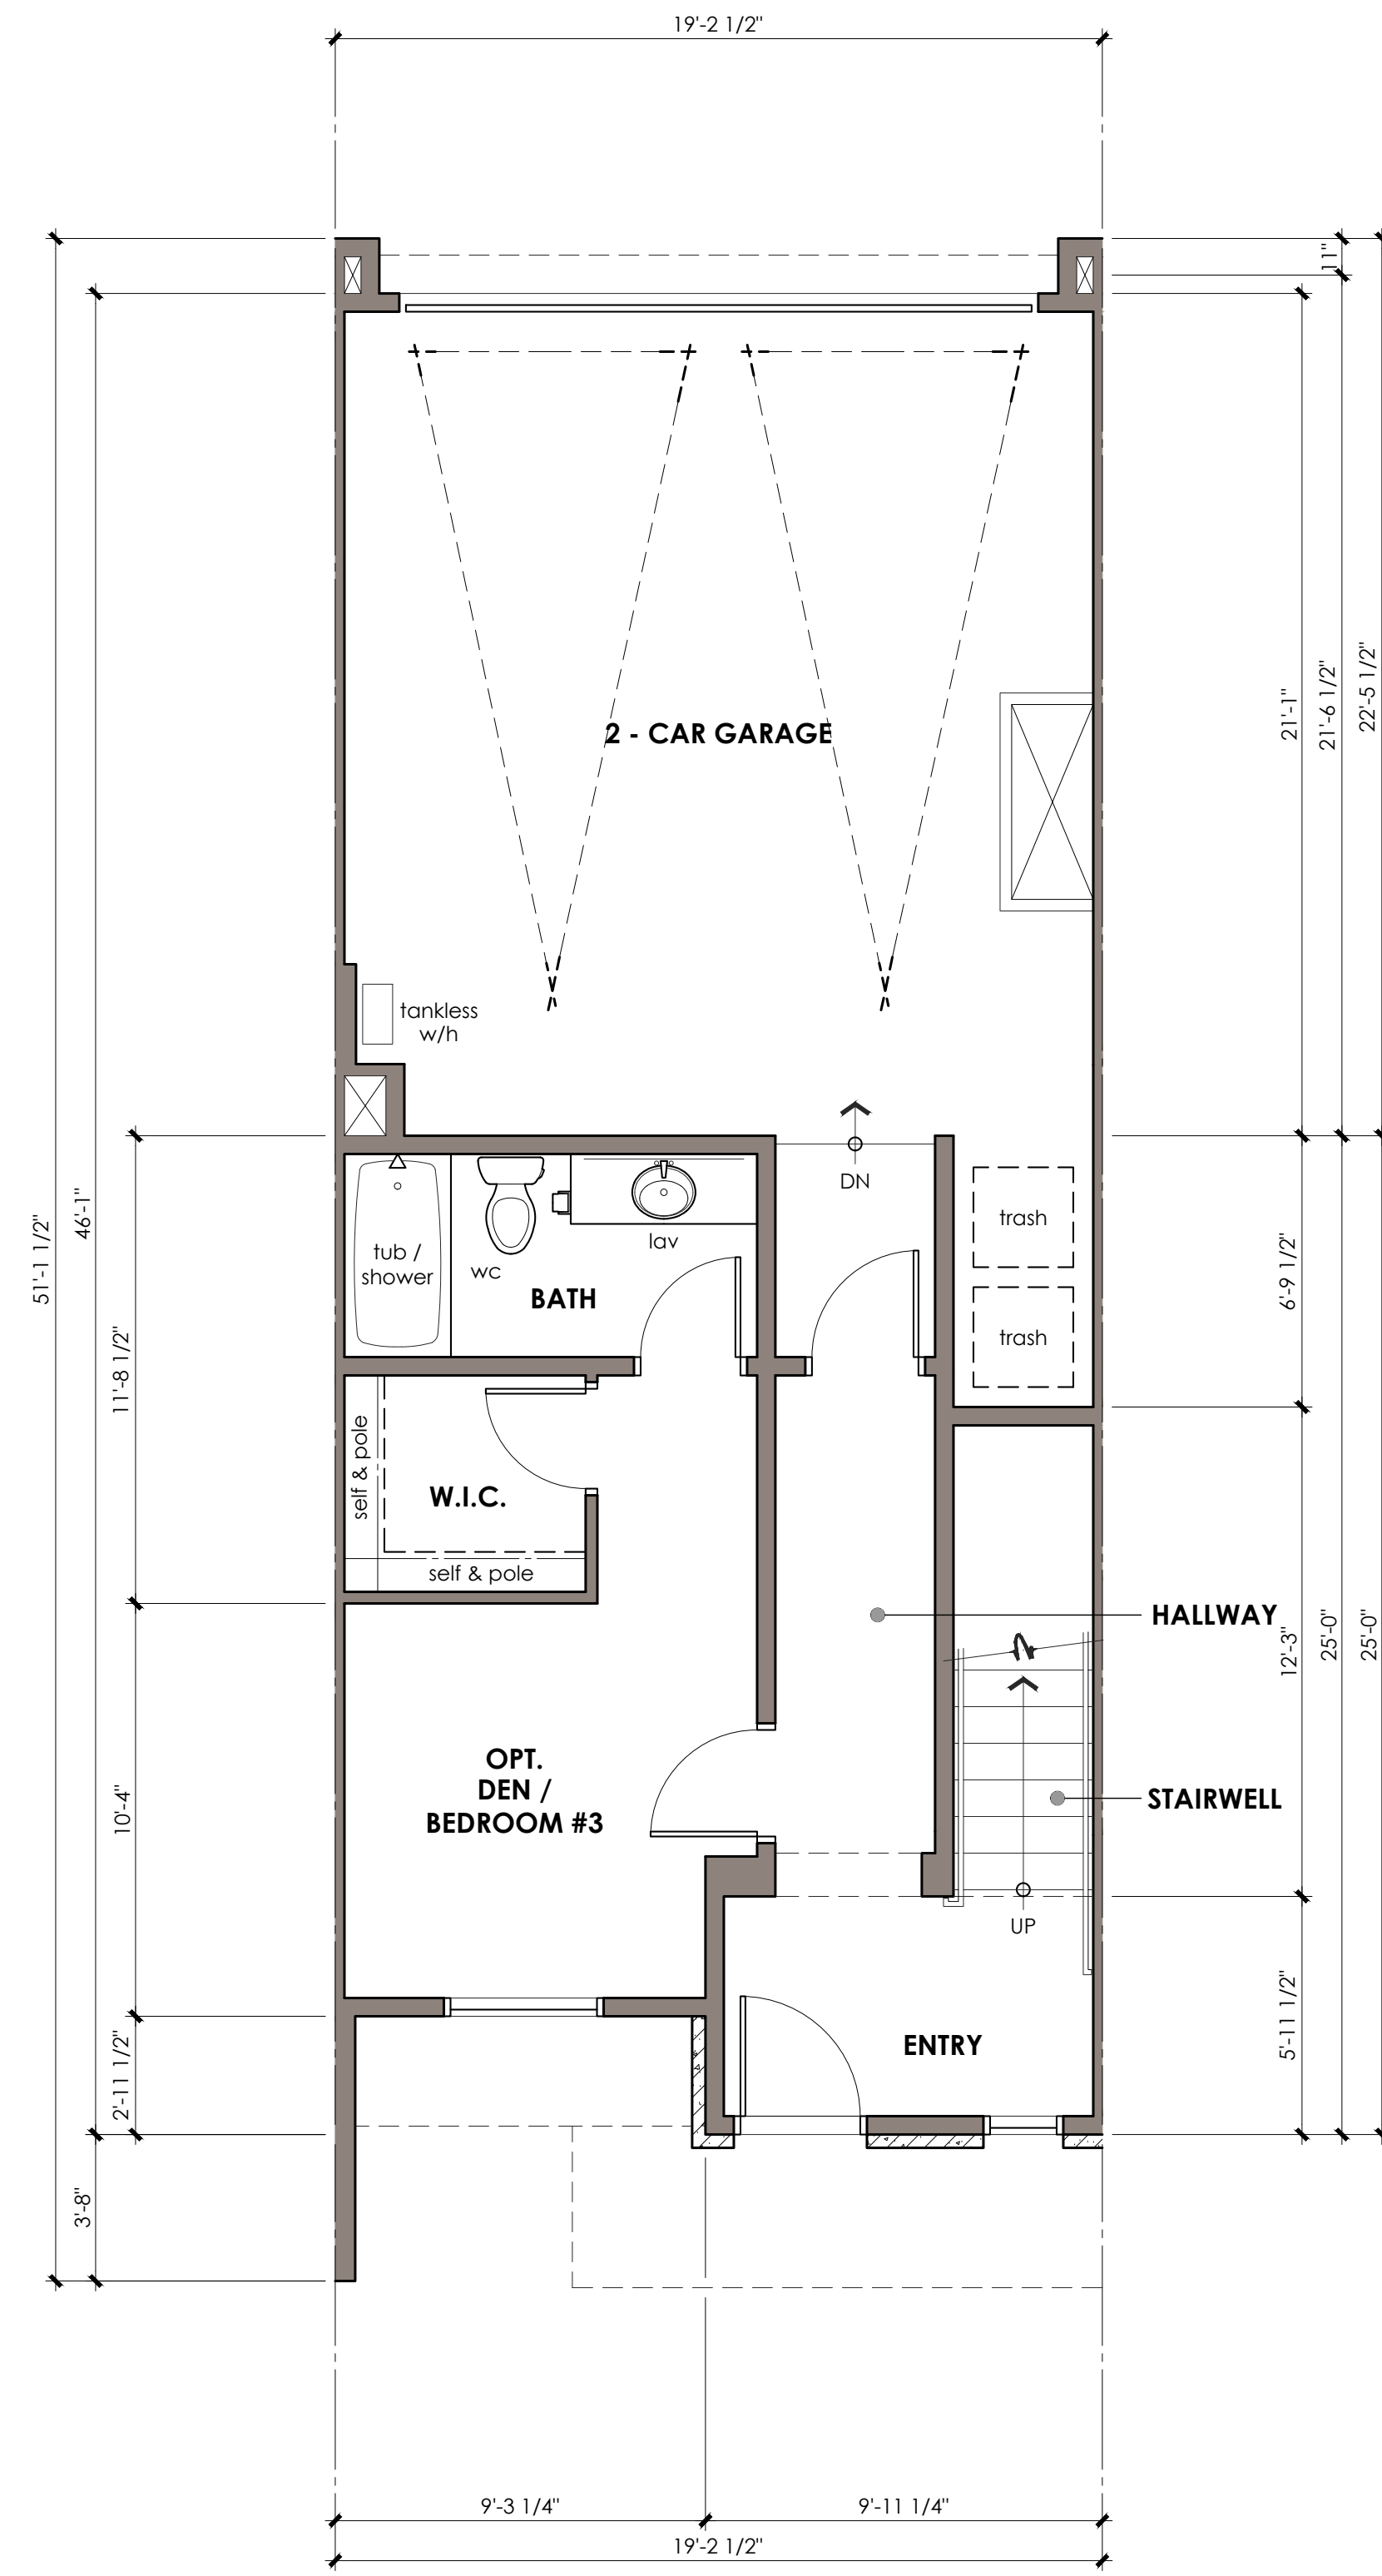 19'-2 1/2"
11"
21'-1"
21'-6 1/2"
22'-5 1/2"
2 - CAR GARAGE
tankless
w/h
DN
trash
trash
tub /
shower
wc
lav
BATH
51'-1 1/2"
46'-1"
11'-8 1/2"
6'-9 1/2"
self & pole
W.I.C.
self & pole
HALLWAY
12'-3"
25'-0"
25'-0"
OPT.
DEN /
BEDROOM #3
10'-4"
STAIRWELL
UP
ENTRY
2'-11 1/2"
5'-11 1/2"
3'-8"
9'-3 1/4"
9'-11 1/4"
19'-2 1/2"